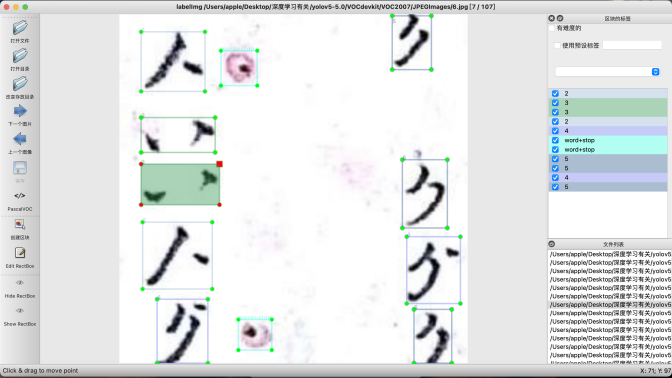 labelImg /Users/apple/Desktop/深度学习有关/yolov5-5.0/VOCdevkit/VOC2007/JPEGImages/6.jpg [7 / 107]
打开文件
打开目录
改变存放目录
下一个图片
上一个图像
PascalVOC
创建区块
Edit RectBox
Hide RectBox
Show RectBox
区块的标签
有难度的
使用预设标签
2
3
3
2
4
word+stop
word+stop
5
5
4
5
文件列表
/Users/apple/Desktop/深度学习有关/yolov5
/Users/apple/Desktop/深度学习有关/yolov5
/Users/apple/Desktop/深度学习有关/yolov5
/Users/apple/Desktop/深度学习有关/yolov5
/Users/apple/Desktop/深度学习有关/yolov5
/Users/apple/Desktop/深度学习有关/yolov5
/Users/apple/Desktop/深度学习有关/yolov5
/Users/apple/Desktop/深度学习有关/yolov5
/Users/apple/Desktop/深度学习有关/yolov5
/Users/apple/Desktop/深度学习有关/yolov5
/Users/apple/Desktop/深度学习有关/yolov5
/Users/apple/Desktop/深度学习有关/yolov5
/Users/apple/Desktop/深度学习有关/yolov5
Click & drag to move point
X: 71; Y: 97